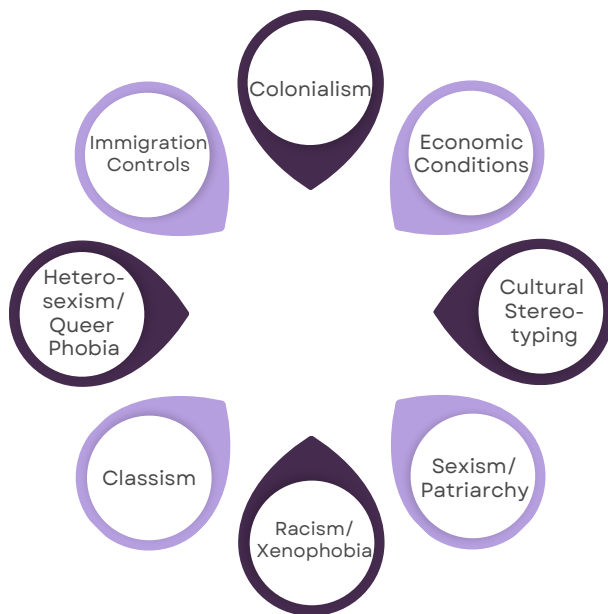 Colonialism
Economic
Conditions
Cultural
Stereo-
typing
Sexism/
Patriarchy
Racism/
Xenophobia
Classism
Hetero-
sexism/
Queer
Phobia
Immigration
Controls